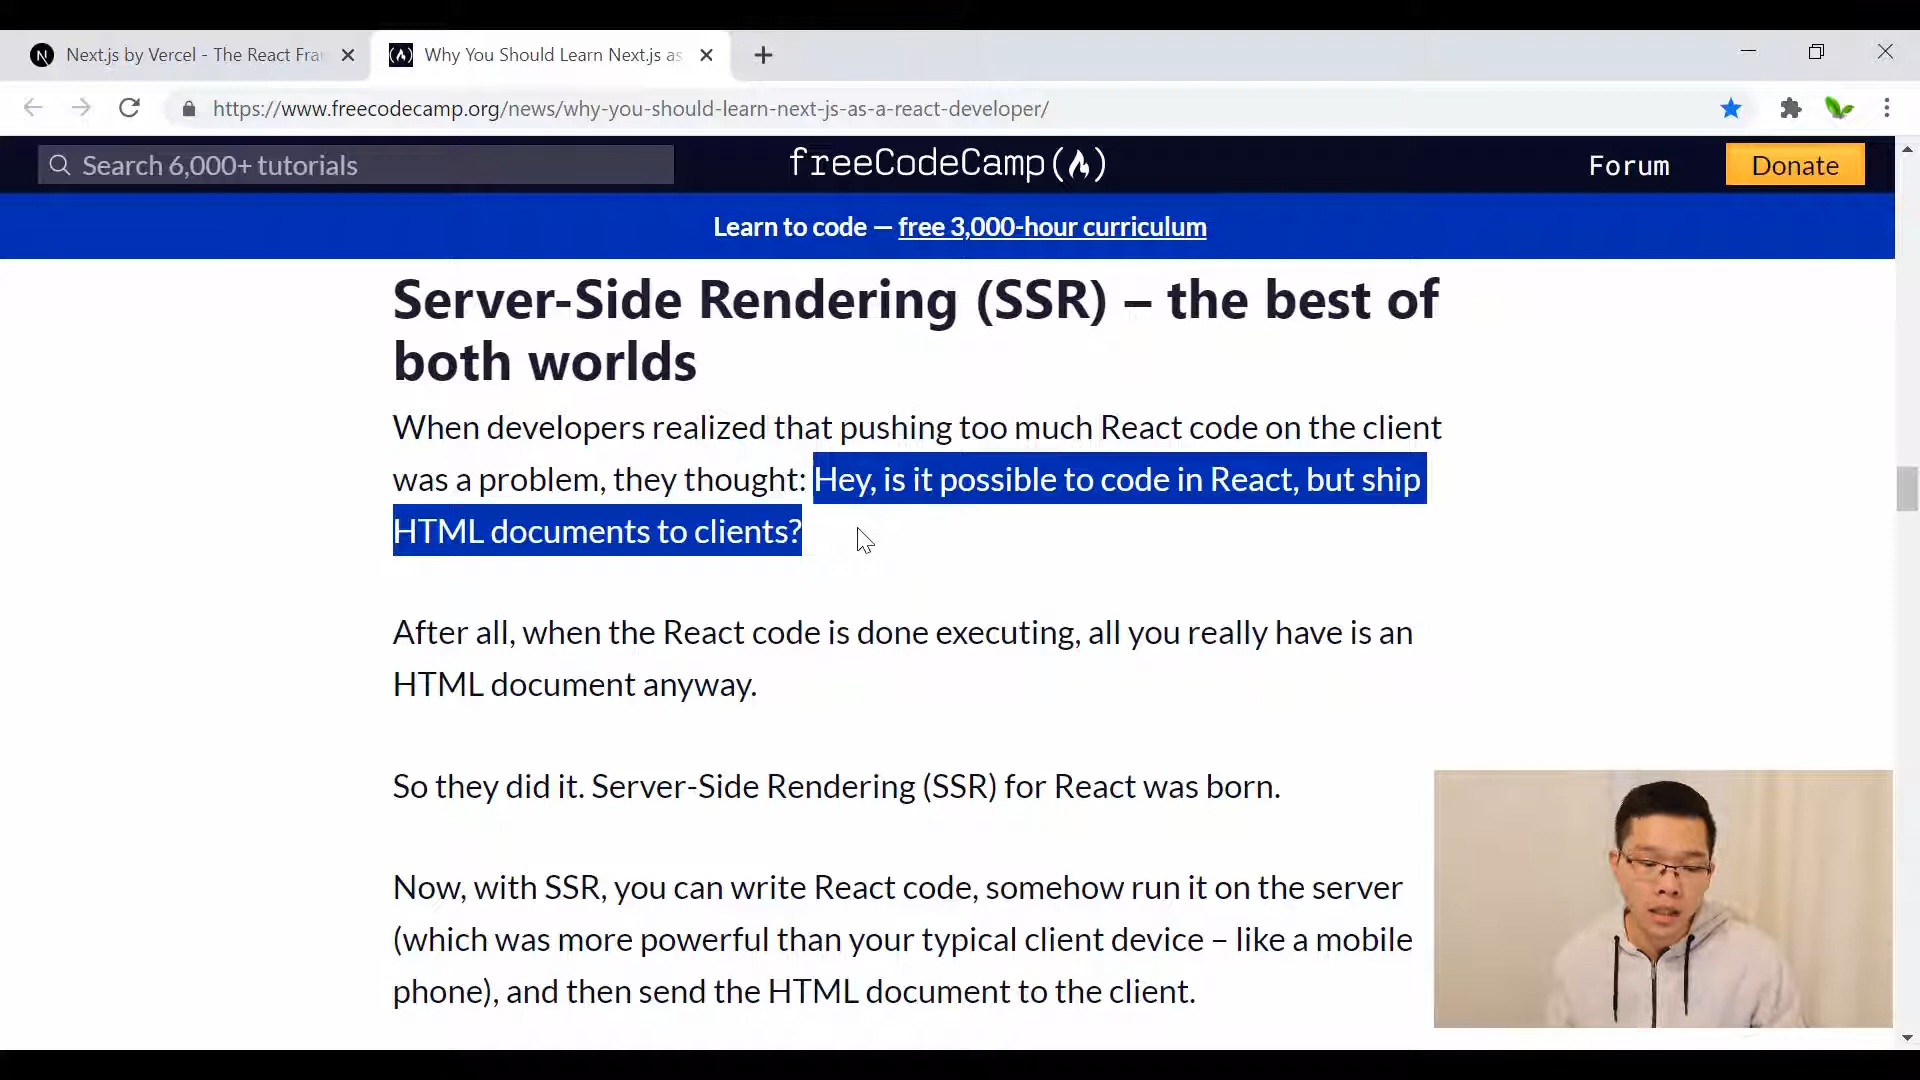 Next.js by Vercel - The React Fra
Why You Should Learn Next.js as
https://www.freecodecamp.org/news/why-you-should-learn-next-js-as-a-react-developer/
Search 6,000+ tutorials
freeCodeCamp
Forum
Donate
Learn to code — free 3,000-hour curriculum
Server-Side Rendering (SSR) – the best of
both worlds
When developers realized that pushing too much React code on the client
was a problem, they thought: Hey, is it possible to code in React, but ship
HTML documents to clients?
After all, when the React code is done executing, all you really have is an
HTML document anyway.
So they did it. Server-Side Rendering (SSR) for React was born.
Now, with SSR, you can write React code, somehow run it on the server
(which was more powerful than your typical client device – like a mobile
phone), and then send the HTML document to the client.